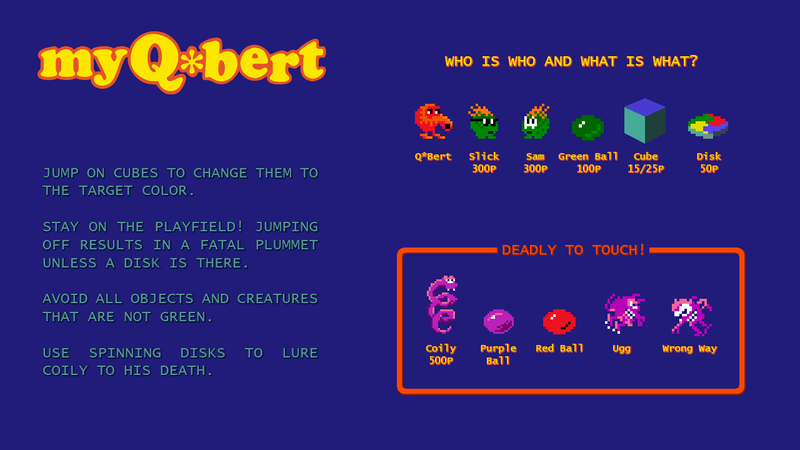 myQ*bert
JUMP ON CUBES TO CHANGE THEM TO
THE TARGET COLOR.
STAY ON THE PLAYFIELD! JUMPING
OFF RESULTS IN A FATAL PLUMMET
UNLESS A DISK IS THERE.
AVOID ALL OBJECTS AND CREATURES
THAT ARE NOT GREEN.
USE SPINNING DISKS TO LURE
COILY TO HIS DEATH.
WHO IS WHO AND WHAT IS WHAT?
Q*Bert Slick Sam Green Ball Cube Disk
300P 300P 100P 15/25P 50P
DEADLY TO TOUCH!
Coily Purple Red Ball Ugg Wrong Way
500P Ball